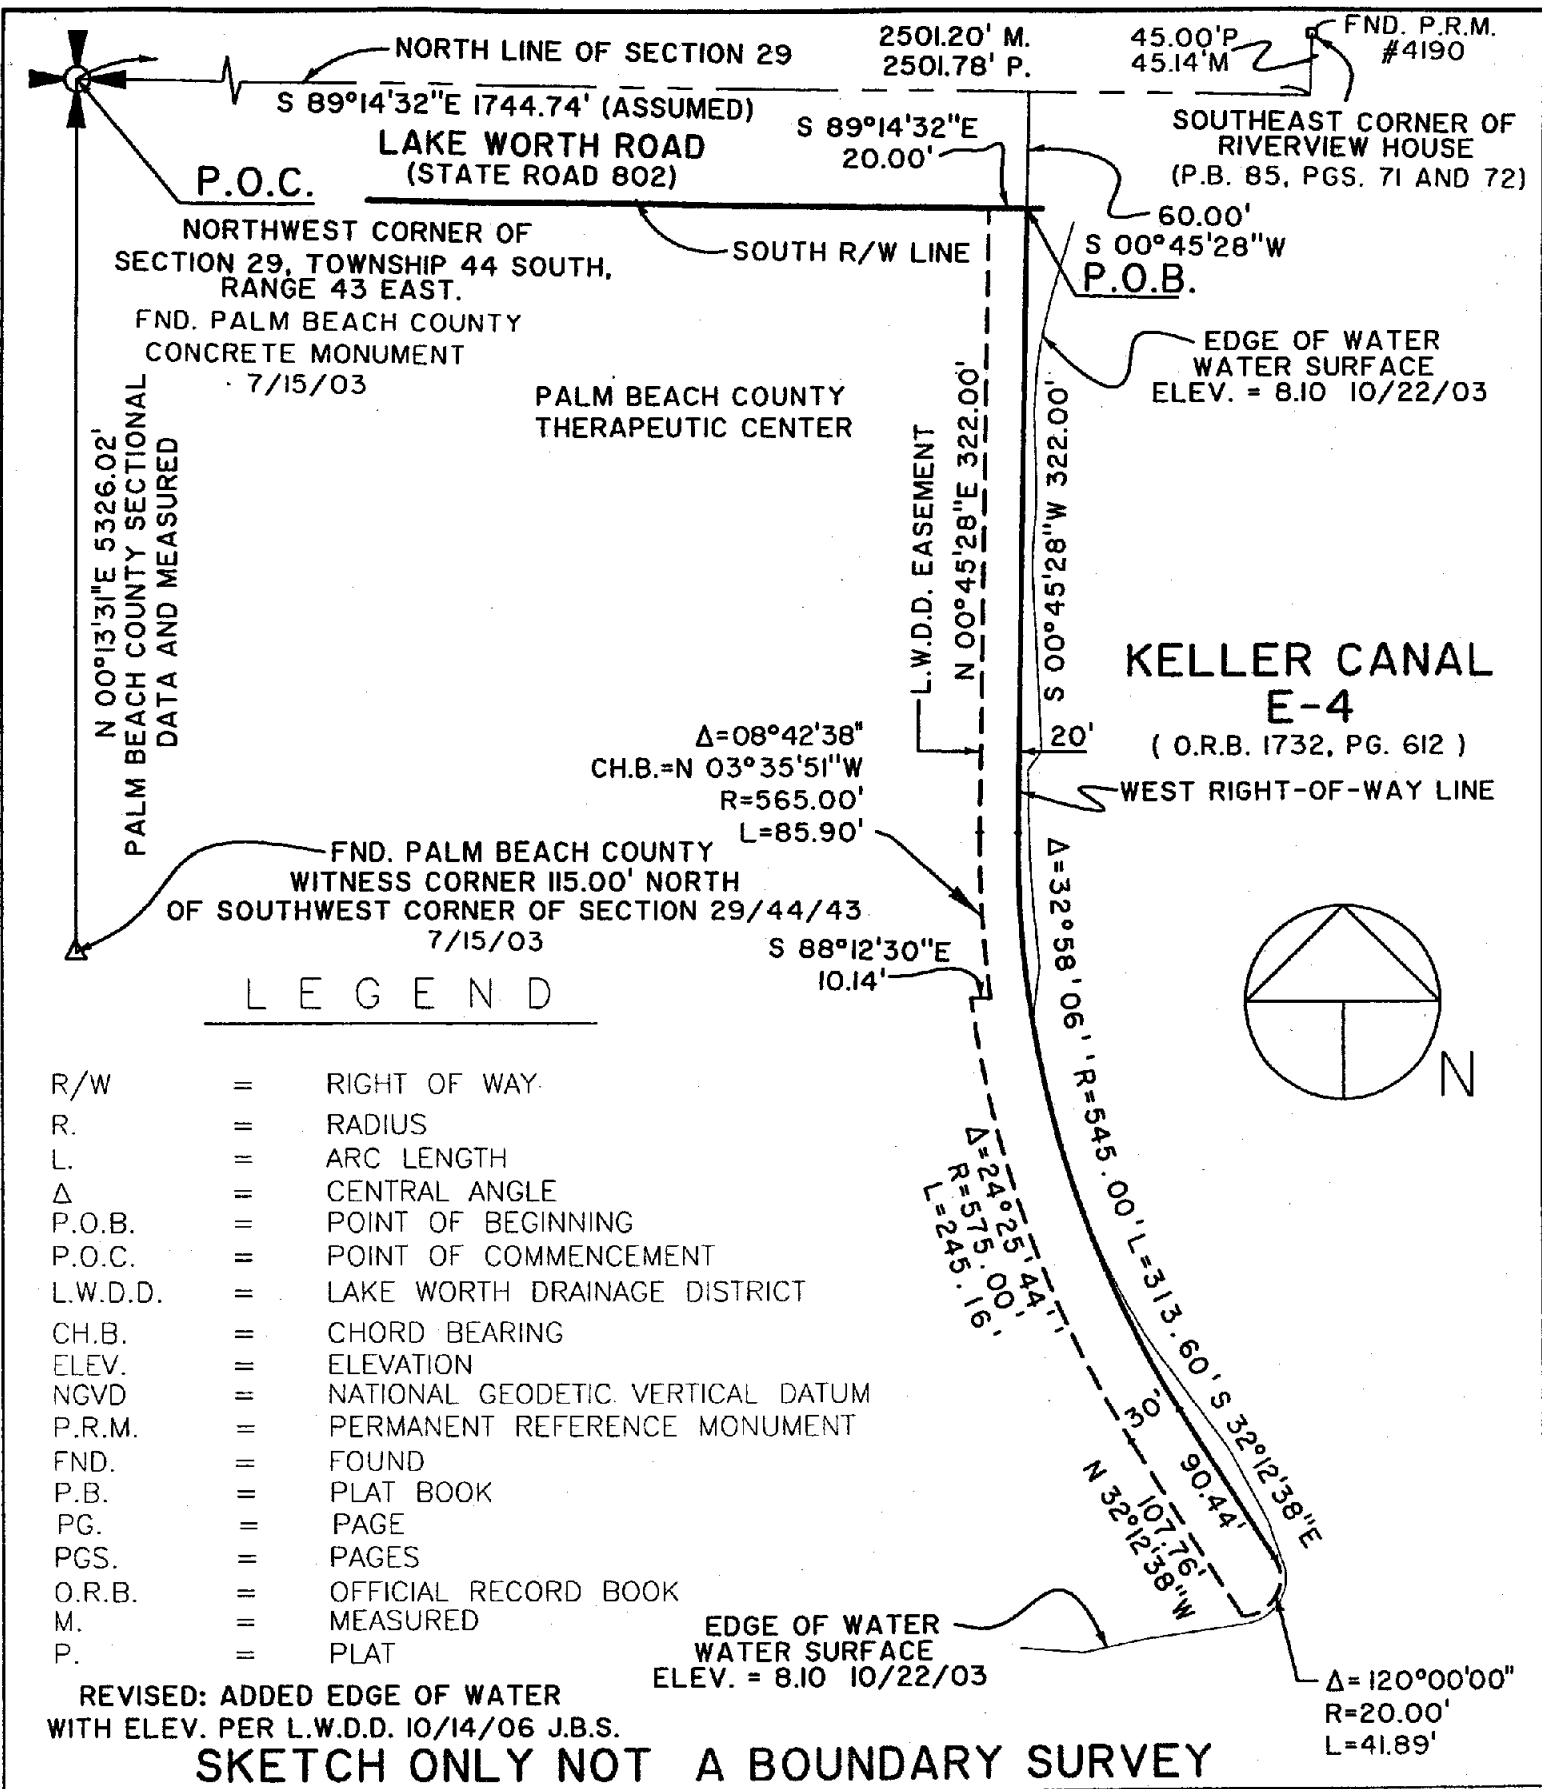 NORTH LINE OF SECTION 29
2501.20' M.
2501.78' P.
45.00'P
45.14'M
FND. P.R.M.
#4190
S 89°14'32"E 1744.74' (ASSUMED)
LAKE WORTH ROAD
(STATE ROAD 802)
S 89°14'32"E
20.00'
SOUTHEAST CORNER OF
RIVERVIEW HOUSE
(P.B. 85, PGS. 71 AND 72)
P.O.C.
NORTHWEST CORNER OF
SECTION 29, TOWNSHIP 44 SOUTH,
RANGE 43 EAST.
FND. PALM BEACH COUNTY
CONCRETE MONUMENT
7/15/03
SOUTH R/W LINE
60.00'
S 00°45'28"W
P.O.B.
EDGE OF WATER
WATER SURFACE
ELEV. = 8.10 10/22/03
PALM BEACH COUNTY
THERAPEUTIC CENTER
N 00°13'31"E 5326.02'
PALM BEACH COUNTY SECTIONAL
DATA AND MEASURED
L.W.D.D. EASEMENT
N 00°45'28"E 322.00'
S 00°45'28"W 322.00'
KELLER CANAL
E-4
( O.R.B. 1732, PG. 612 )
20'
WEST RIGHT-OF-WAY LINE
Δ=08°42'38"
CH.B.=N 03°35'51"W
R=565.00'
L=85.90'
FND. PALM BEACH COUNTY
WITNESS CORNER 115.00' NORTH
OF SOUTHWEST CORNER OF SECTION 29/44/43
7/15/03
S 88°12'30"E
10.14'
Δ=32°58'06' 'R=545.00'L=313.60' S 32°12'38"E
N
Δ=24°25'44''
R=575.00'
L=245.16'
30'
90.44'
107.76'
N 32°12'38"W
LEGEND
R/W = RIGHT OF WAY
R. = RADIUS
L. = ARC LENGTH
Δ = CENTRAL ANGLE
P.O.B. = POINT OF BEGINNING
P.O.C. = POINT OF COMMENCEMENT
L.W.D.D. = LAKE WORTH DRAINAGE DISTRICT
CH.B. = CHORD BEARING
ELEV. = ELEVATION
NGVD = NATIONAL GEODETIC VERTICAL DATUM
P.R.M. = PERMANENT REFERENCE MONUMENT
FND. = FOUND
P.B. = PLAT BOOK
PG. = PAGE
PGS. = PAGES
O.R.B. = OFFICIAL RECORD BOOK
M. = MEASURED
P. = PLAT
EDGE OF WATER
WATER SURFACE
ELEV. = 8.10 10/22/03
Δ=120°00'00"
R=20.00'
L=41.89'
REVISED: ADDED EDGE OF WATER
WITH ELEV. PER L.W.D.D. 10/14/06 J.B.S.
SKETCH ONLY NOT A BOUNDARY SURVEY